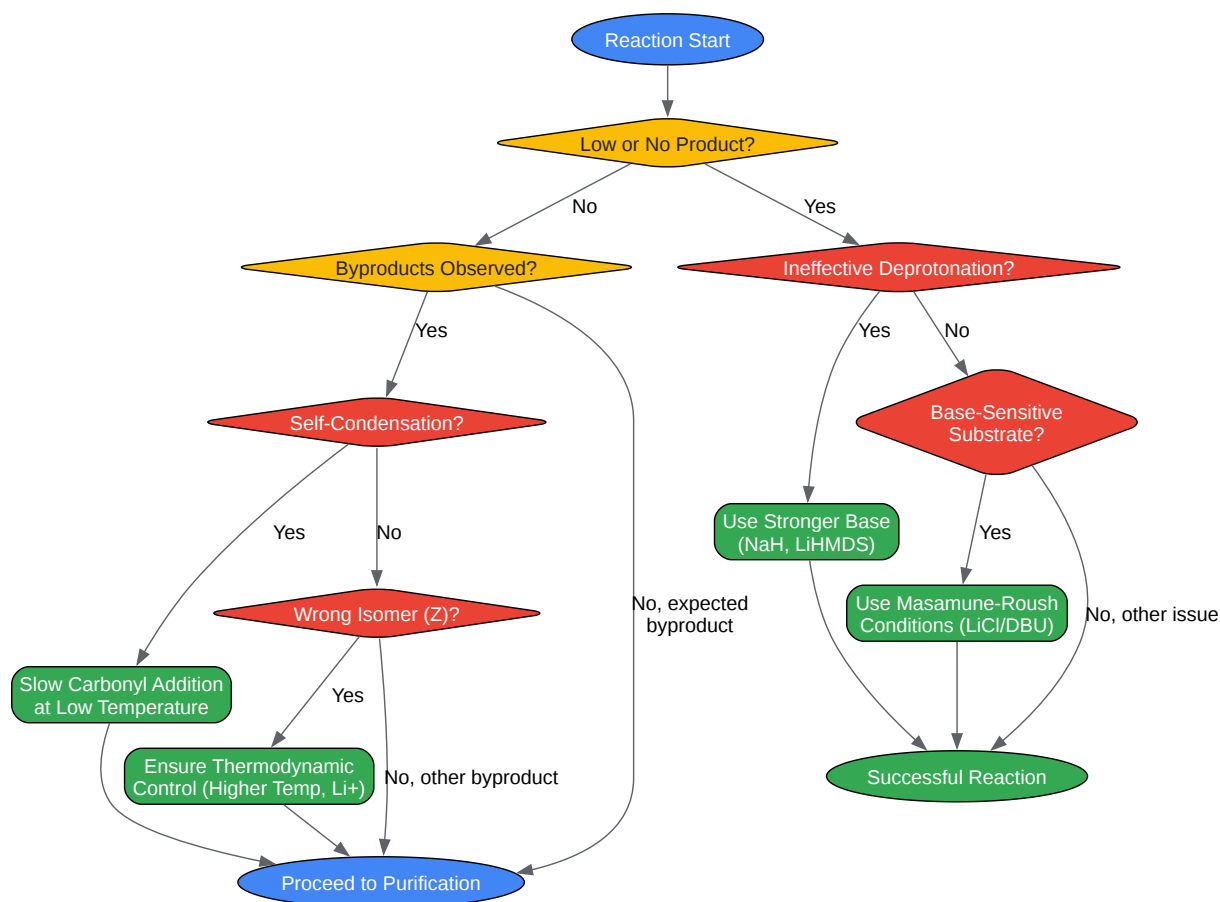 Reaction Start
Low or No Product?
No
Yes
Byproducts Observed?
Ineffective Deprotonation?
Yes
Yes
No
Self-Condensation?
Base-Sensitive
Substrate?
Yes
No
Use Stronger Base
(NaH, LiHMDS)
Yes
Wrong Isomer (Z)?
No, expected
byproduct
Use Masamune-Roush
Conditions (LiCl/DBU)
No, other issue
Slow Carbonyl Addition
at Low Temperature
Yes
Ensure Thermodynamic
Control (Higher Temp, Li+)
No, other byproduct
Successful Reaction
Proceed to Purification